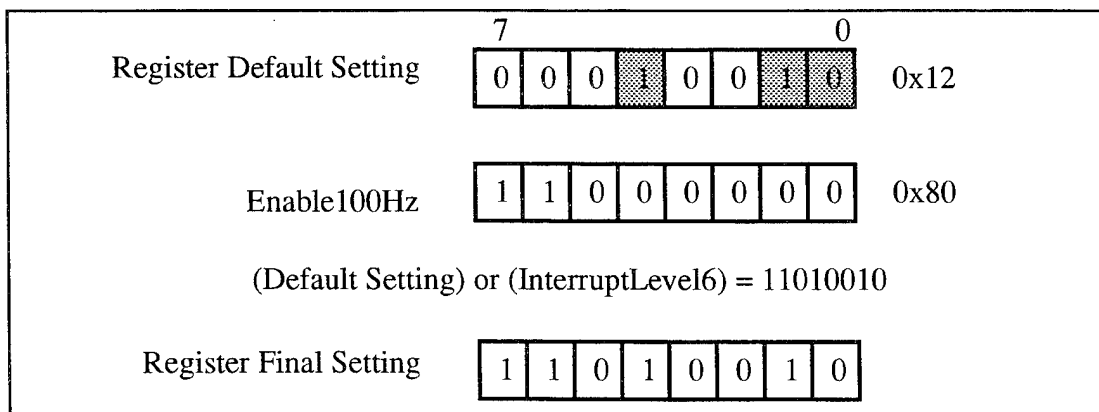 7 0
Register Default Setting 0 0 0 1 0 0 1 0 0x12
Enable100Hz 1 1 0 0 0 0 0 0 0x80
(Default Setting) or (InterruptLevel6) = 11010010
Register Final Setting 1 1 0 1 0 0 1 0